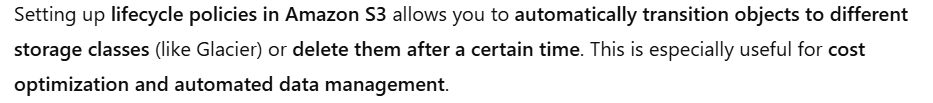 Setting up lifecycle policies in Amazon S3 allows you to automatically transition objects to different
storage classes (like Glacier) or delete them after a certain time. This is especially useful for cost
optimization and automated data management.